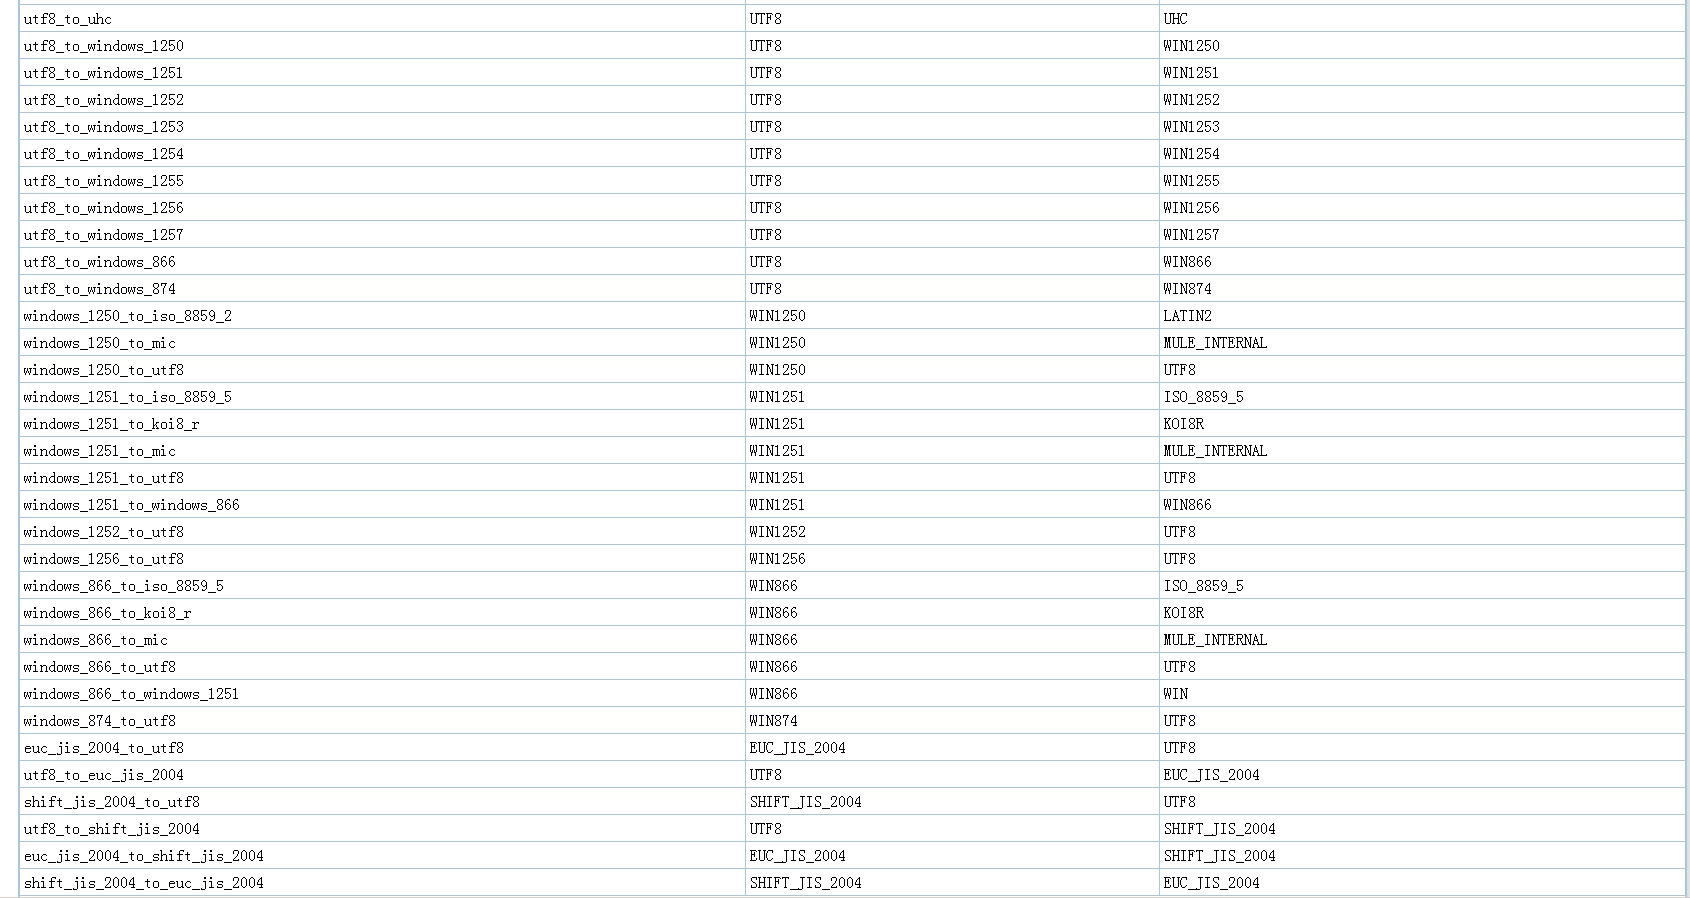 utf8_to_uhc UTF8 UHC
utf8_to_windows_1250 UTF8 WIN1250
utf8_to_windows_1251 UTF8 WIN1251
utf8_to_windows_1252 UTF8 WIN1252
utf8_to_windows_1253 UTF8 WIN1253
utf8_to_windows_1254 UTF8 WIN1254
utf8_to_windows_1255 UTF8 WIN1255
utf8_to_windows_1256 UTF8 WIN1256
utf8_to_windows_1257 UTF8 WIN1257
utf8_to_windows_866 UTF8 WIN866
utf8_to_windows_874 UTF8 WIN874
windows_1250_to_iso_8859_2 WIN1250 LATIN2
windows_1250_to_mic WIN1250 MULE_INTERNAL
windows_1250_to_utf8 WIN1250 UTF8
windows_1251_to_iso_8859_5 WIN1251 ISO_8859_5
windows_1251_to_koi8_r WIN1251 KOI8R
windows_1251_to_mic WIN1251 MULE_INTERNAL
windows_1251_to_utf8 WIN1251 UTF8
windows_1251_to_windows_866 WIN1251 WIN866
windows_1252_to_utf8 WIN1252 UTF8
windows_1256_to_utf8 WIN1256 UTF8
windows_866_to_iso_8859_5 WIN866 ISO_8859_5
windows_866_to_koi8_r WIN866 KOI8R
windows_866_to_mic WIN866 MULE_INTERNAL
windows_866_to_utf8 WIN866 UTF8
windows_866_to_windows_1251 WIN866 WIN
windows_874_to_utf8 WIN874 UTF8
euc_jis_2004_to_utf8 EUC_JIS_2004 UTF8
utf8_to_euc_jis_2004 UTF8 EUC_JIS_2004
shift_jis_2004_to_utf8 SHIFT_JIS_2004 UTF8
utf8_to_shift_jis_2004 UTF8 SHIFT_JIS_2004
euc_jis_2004_to_shift_jis_2004 EUC_JIS_2004 SHIFT_JIS_2004
shift_jis_2004_to_euc_jis_2004 SHIFT_JIS_2004 EUC_JIS_2004